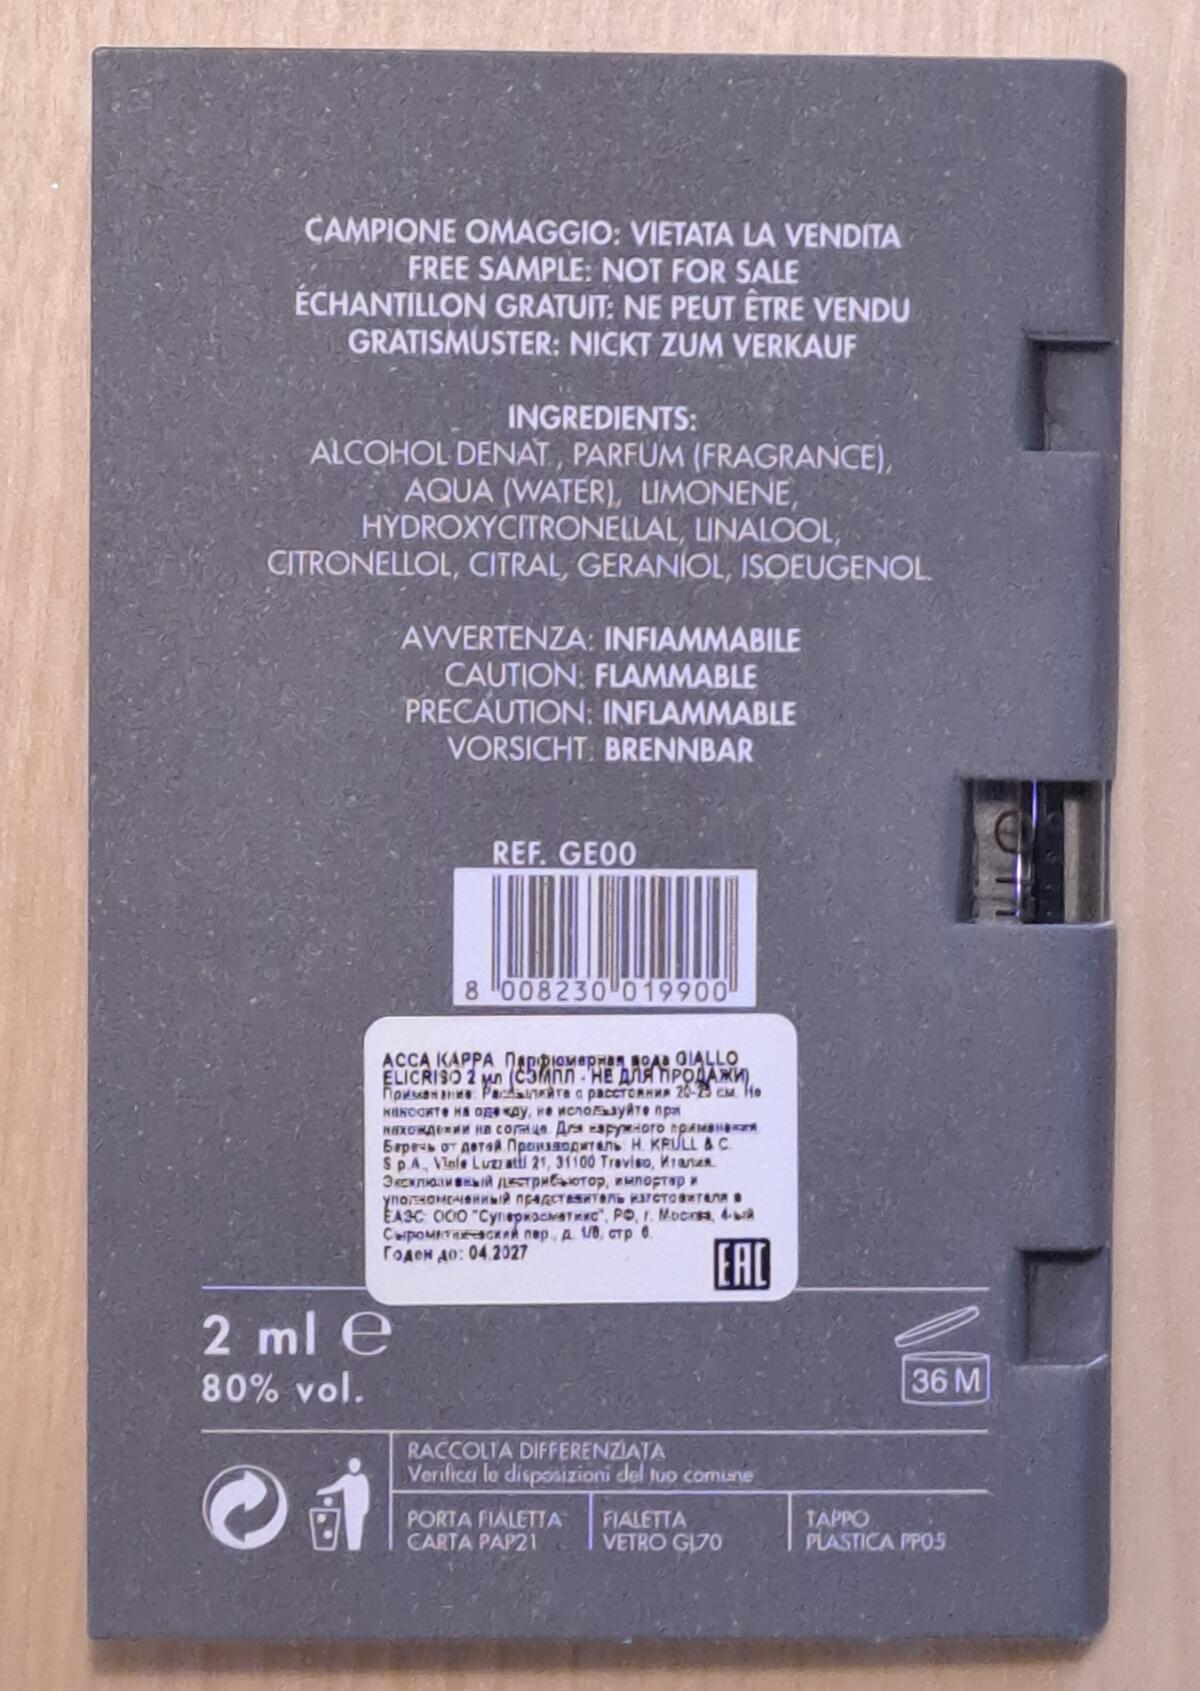 CAMPIONE OMAGGIO: VIETATA LA VENDITA
FREE SAMPLE: NOT FOR SALE
ÉCHANTILLON GRATUIT: NE PEUT ÊTRE VENDU
GRATISMUSTER: NICKT ZUM VERKAUF
INGREDIENTS:
ALCOHOL DENAT., PARFUM (FRAGRANCE),
AQUA (WATER), LIMONENE,
HYDROXYCITRONELLAL, LINALOOL,
CITRONELLOL, CITRAL, GERANIOL, ISOEUGENOL.
AVVERTENZA: INFIAMMABILE
CAUTION: FLAMMABLE
PRECAUTION: INFLAMMABLE
VORSICHT: BRENNBAR
REF. GE00
8 008230 019900
ACCA KAPPA Парфюмерная вода GIALLO
ELICRISO 2 мл (СЭМПЛ - НЕ ДЛЯ ПРОДАЖИ)
Применение: Распыляйте с расстояния 20-25 см. Не
наносите на одежду, не используйте при
нахождении на солнце. Для наружного применения.
Беречь от детей Производитель: H. KRULL & C.
S.p.A., Viale Luzzatti 21, 31100 Treviso, Италия.
Эксклюзивный дистрибьютор, импортер и
уполномоченный представитель изготовителя в
ЕАЭС: ООО "Суперкосметикс", РФ, г. Москва, 4-ый
Сыромятнический пер., д. 1/8, стр. 6.
Годен до: 04.2027
EAC
2 ml e
80% vol.
36 M
RACCOLTA DIFFERENZIATA
Verifica le disposizioni del tuo comune
PORTA FIALETTA FIALETTA TAPPO
CARTA PAP21 VETRO GL70 PLASTICA PP05